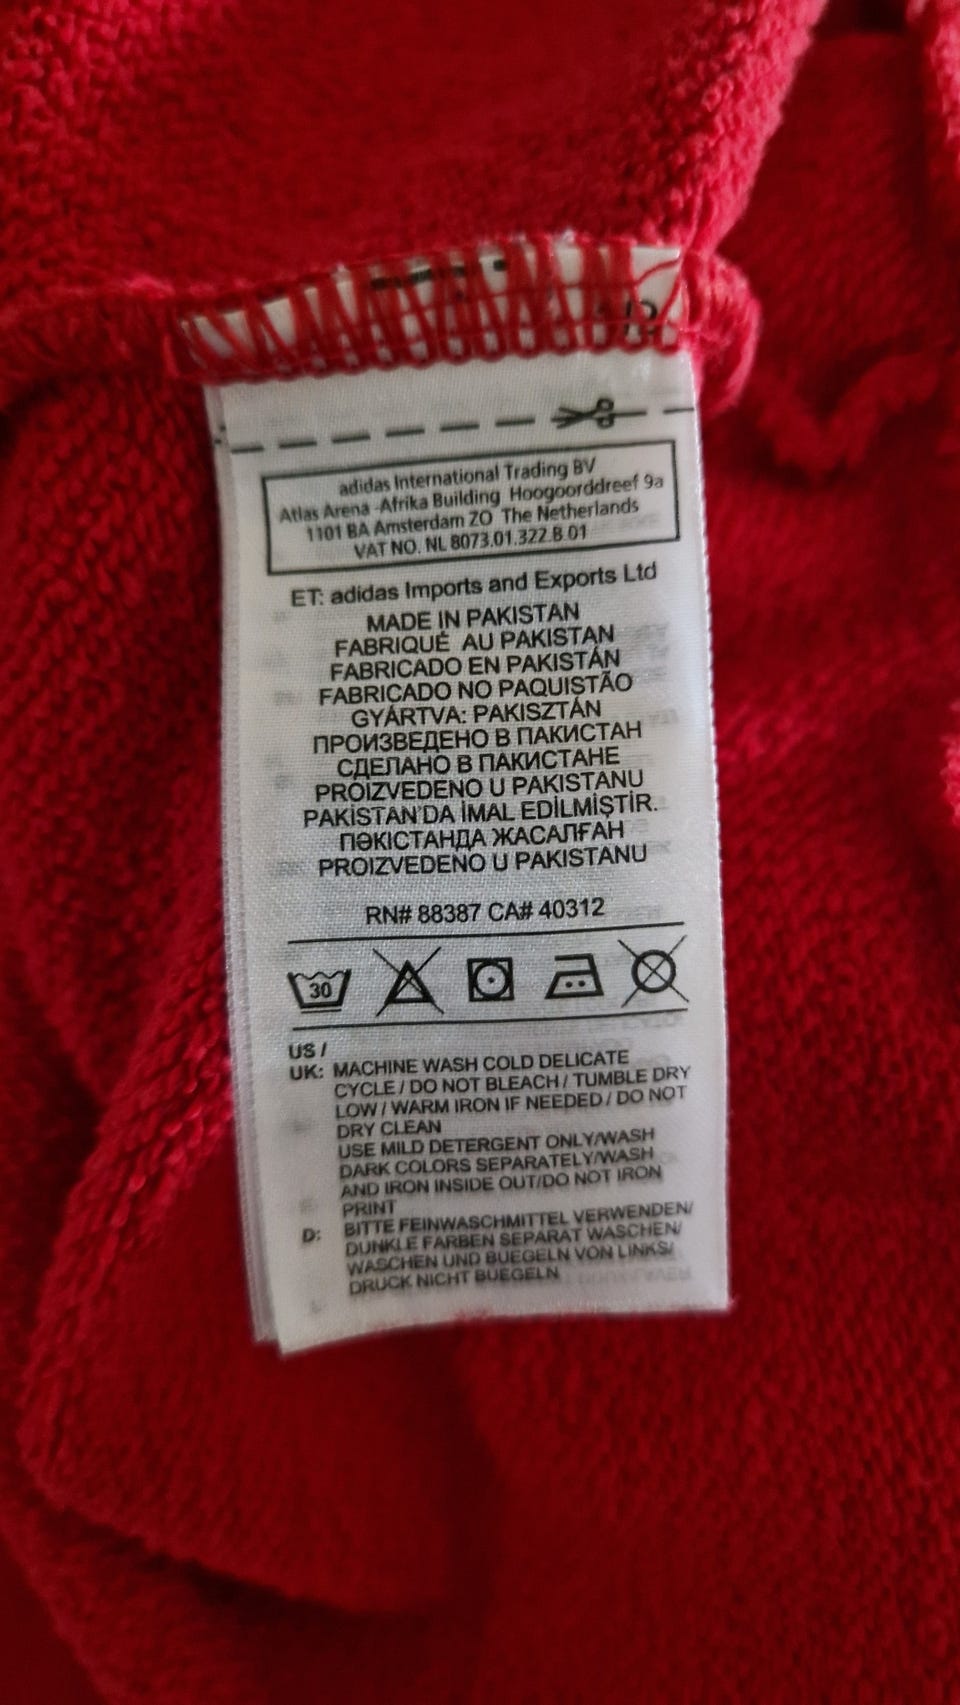 adidas International Trading BV
Atlas Arena -Afrika Building Hoogoorddreef 9a
1101 BA Amsterdam ZO The Netherlands
VAT NO. NL 8073.01.322.B.01
ET: adidas Imports and Exports Ltd
MADE IN PAKISTAN
FABRIQUÉ AU PAKISTAN
FABRICADO EN PAKISTÁN
FABRICADO NO PAQUISTÃO
GYÁRTVA: PAKISZTÁN
ПРОИЗВЕДЕНО В ПАКИСТАН
СДЕЛАНО В ПАКИСТАНЕ
PROIZVEDENO U PAKISTANU
PAKİSTAN'DA İMAL EDİLMİŞTİR.
ПӘКІСТАНДА ЖАСАЛҒАН
PROIZVEDENO U PAKISTANU
RN# 88387 CA# 40312
30
US /
UK: MACHINE WASH COLD DELICATE
CYCLE / DO NOT BLEACH / TUMBLE DRY
LOW / WARM IRON IF NEEDED / DO NOT
DRY CLEAN
USE MILD DETERGENT ONLY/WASH
DARK COLORS SEPARATELY/WASH
AND IRON INSIDE OUT/DO NOT IRON
PRINT
D: BITTE FEINWASCHMITTEL VERWENDEN/
DUNKLE FARBEN SEPARAT WASCHEN/
WASCHEN UND BUEGELN VON LINKS/
DRUCK NICHT BUEGELN